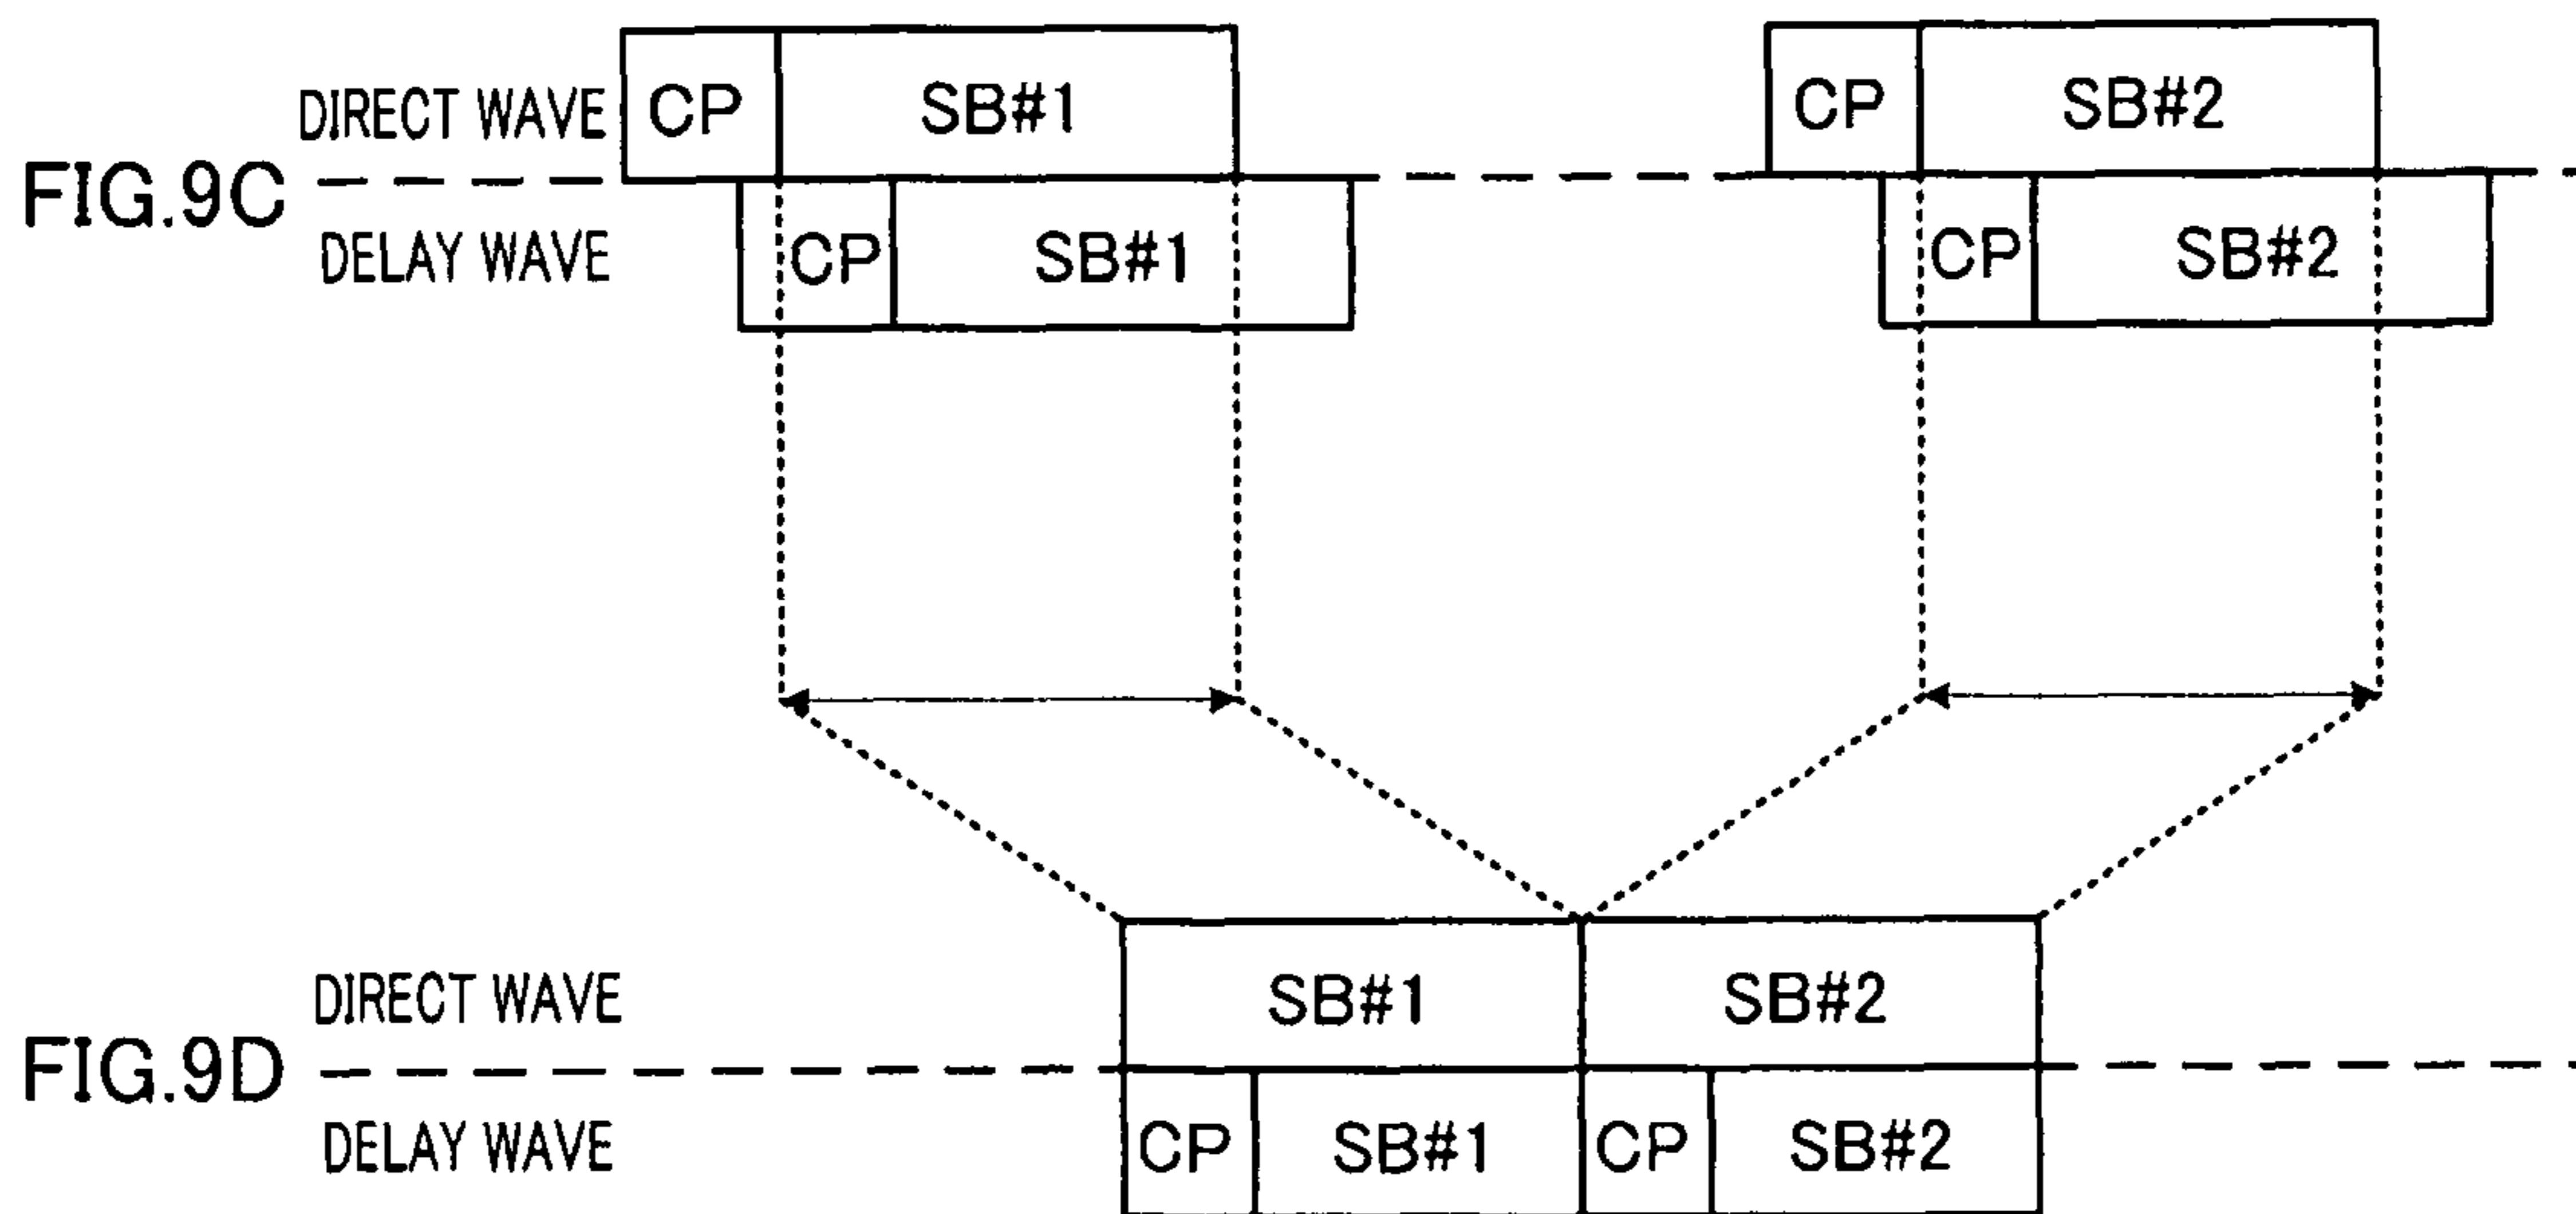 DIRECT WAVE CP SB#1 CP SB#2
FIG.9C
DELAY WAVE CP SB#1 CP SB#2
DIRECT WAVE SB#1 SB#2
FIG.9D
DELAY WAVE CP SB#1 CP SB#2